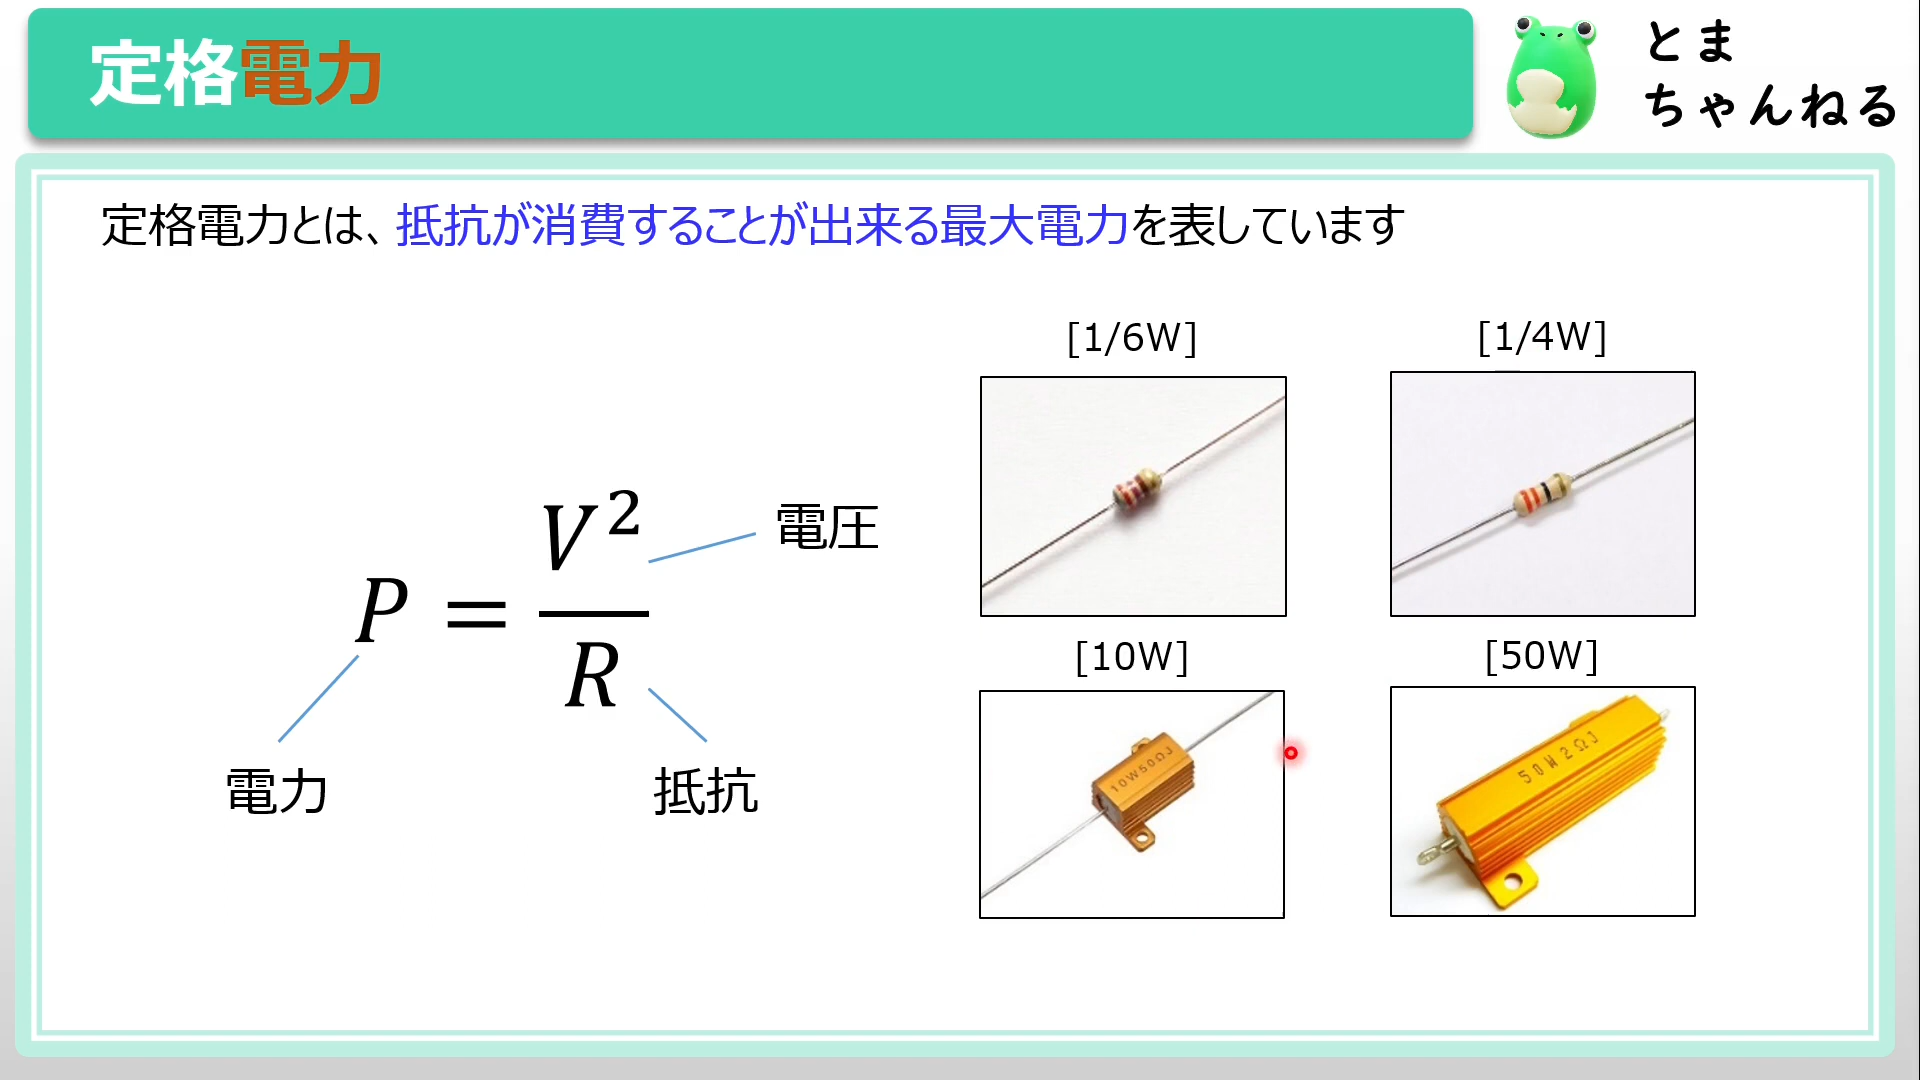 定格電力
とま
ちゃんねる
定格電力とは、抵抗が消費することが出来る最大電力を表しています
P = V²/R
電圧
電力
抵抗
[1/6W]
[1/4W]
[10W]
10W50ΩJ
[50W]
50W2ΩJ